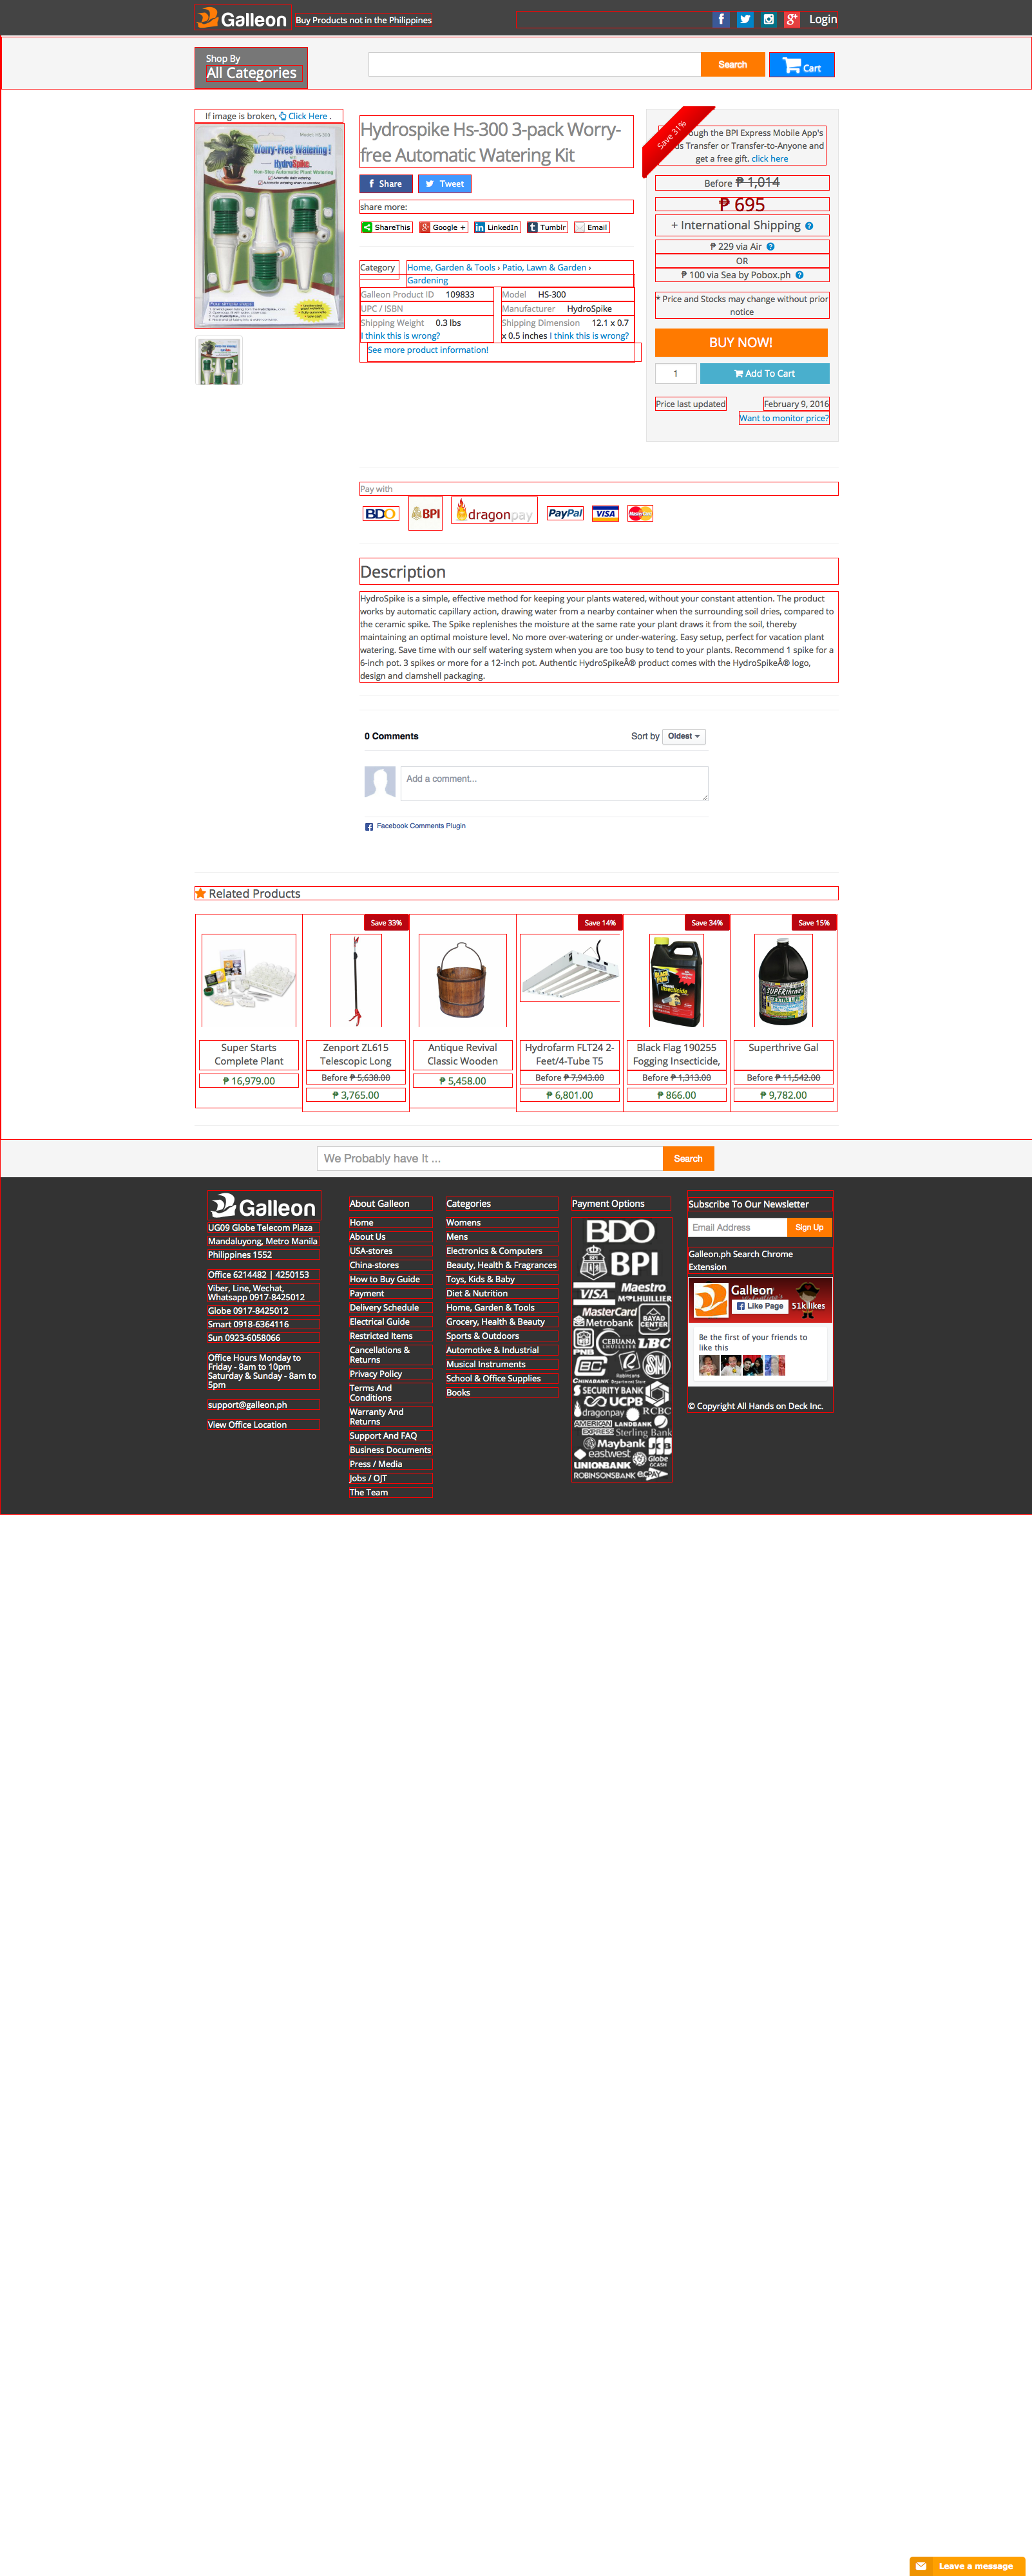 Galleon
Buy Products not in the Philippines
Login
Shop By
All Categories
Search
Cart
If image is broken, Click Here .
Worry-Free Watering!
HydroSpike
Hydrospike Hs-300 3-pack Worry-
free Automatic Watering Kit
Share
Tweet
share more:
ShareThis
Google +
LinkedIn
Tumblr
Email
Category
Home, Garden & Tools › Patio, Lawn & Garden ›
Gardening
Galleon Product ID 109833
Model HS-300
UPC / ISBN
Manufacturer HydroSpike
Shipping Weight 0.3 lbs
I think this is wrong?
Shipping Dimension 12.1 x 0.7
x 0.5 inches I think this is wrong?
See more product information!
Save 31%
ough the BPI Express Mobile App's
ds Transfer or Transfer-to-Anyone and
get a free gift. click here
Before ₱ 1,014
₱ 695
+ International Shipping
₱ 229 via Air
OR
₱ 100 via Sea by Pobox.ph
* Price and Stocks may change without prior
notice
BUY NOW!
1
Add To Cart
Price last updated
February 9, 2016
Want to monitor price?
Pay with
BDO
BPI
dragonpay
PayPal
VISA
MasterCard
Description
HydroSpike is a simple, effective method for keeping your plants watered, without your constant attention. The product
works by automatic capillary action, drawing water from a nearby container when the surrounding soil dries, compared to
the ceramic spike. The Spike replenishes the moisture at the same rate your plant draws it from the soil, thereby
maintaining an optimal moisture level. No more over-watering or under-watering. Easy setup, perfect for vacation plant
watering. Save time with our self watering system when you are too busy to tend to your plants. Recommend 1 spike for a
6-inch pot. 3 spikes or more for a 12-inch pot. Authentic HydroSpikeÂ® product comes with the HydroSpikeÂ® logo,
design and clamshell packaging.
0 Comments
Sort by Oldest
Add a comment...
Facebook Comments Plugin
Related Products
Super Starts
Complete Plant
₱ 16,979.00
Save 33%
Zenport ZL615
Telescopic Long
Before ₱ 5,638.00
₱ 3,765.00
Antique Revival
Classic Wooden
₱ 5,458.00
Save 14%
Hydrofarm FLT24 2-
Feet/4-Tube T5
Before ₱ 7,943.00
₱ 6,801.00
Save 34%
Black Flag 190255
Fogging Insecticide,
Before ₱ 1,313.00
₱ 866.00
Save 15%
Superthrive Gal
Before ₱ 11,542.00
₱ 9,782.00
We Probably have It ...
Search
Galleon
UG09 Globe Telecom Plaza
Mandaluyong, Metro Manila
Philippines 1552
Office 6214482 | 4250153
Viber, Line, Wechat,
Whatsapp 0917-8425012
Globe 0917-8425012
Smart 0918-6364116
Sun 0923-6058066
Office Hours Monday to
Friday - 8am to 10pm
Saturday & Sunday - 8am to
5pm
support@galleon.ph
View Office Location
About Galleon
Home
About Us
USA-stores
China-stores
How to Buy Guide
Payment
Delivery Schedule
Electrical Guide
Restricted Items
Cancellations &
Returns
Privacy Policy
Terms And
Conditions
Warranty And
Returns
Support And FAQ
Business Documents
Press / Media
Jobs / OJT
The Team
Categories
Womens
Mens
Electronics & Computers
Beauty, Health & Fragrances
Toys, Kids & Baby
Diet & Nutrition
Home, Garden & Tools
Grocery, Health & Beauty
Sports & Outdoors
Automotive & Industrial
Musical Instruments
School & Office Supplies
Books
Payment Options
BDO
BPI
VISA
Maestro
MLHUILLIER
MasterCard
Metrobank
BAYAD
CENTER
PNB
CEBUANA
LHUILLIER
LBC
CHINABANK
Robinsons
Department Store
SM
SECURITY BANK
UCPB
dragonpay
RCBC
AMERICAN
EXPRESS
LANDBANK
Sterling Bank
Maybank
JCB
eastwest
Globe
GCASH
UNIONBANK
ROBINSONSBANK
ecPAY
Subscribe To Our Newsletter
Email Address
Sign Up
Galleon.ph Search Chrome
Extension
Galleon
Like Page
51k likes
Be the first of your friends to
like this
© Copyright All Hands on Deck Inc.
Leave a message